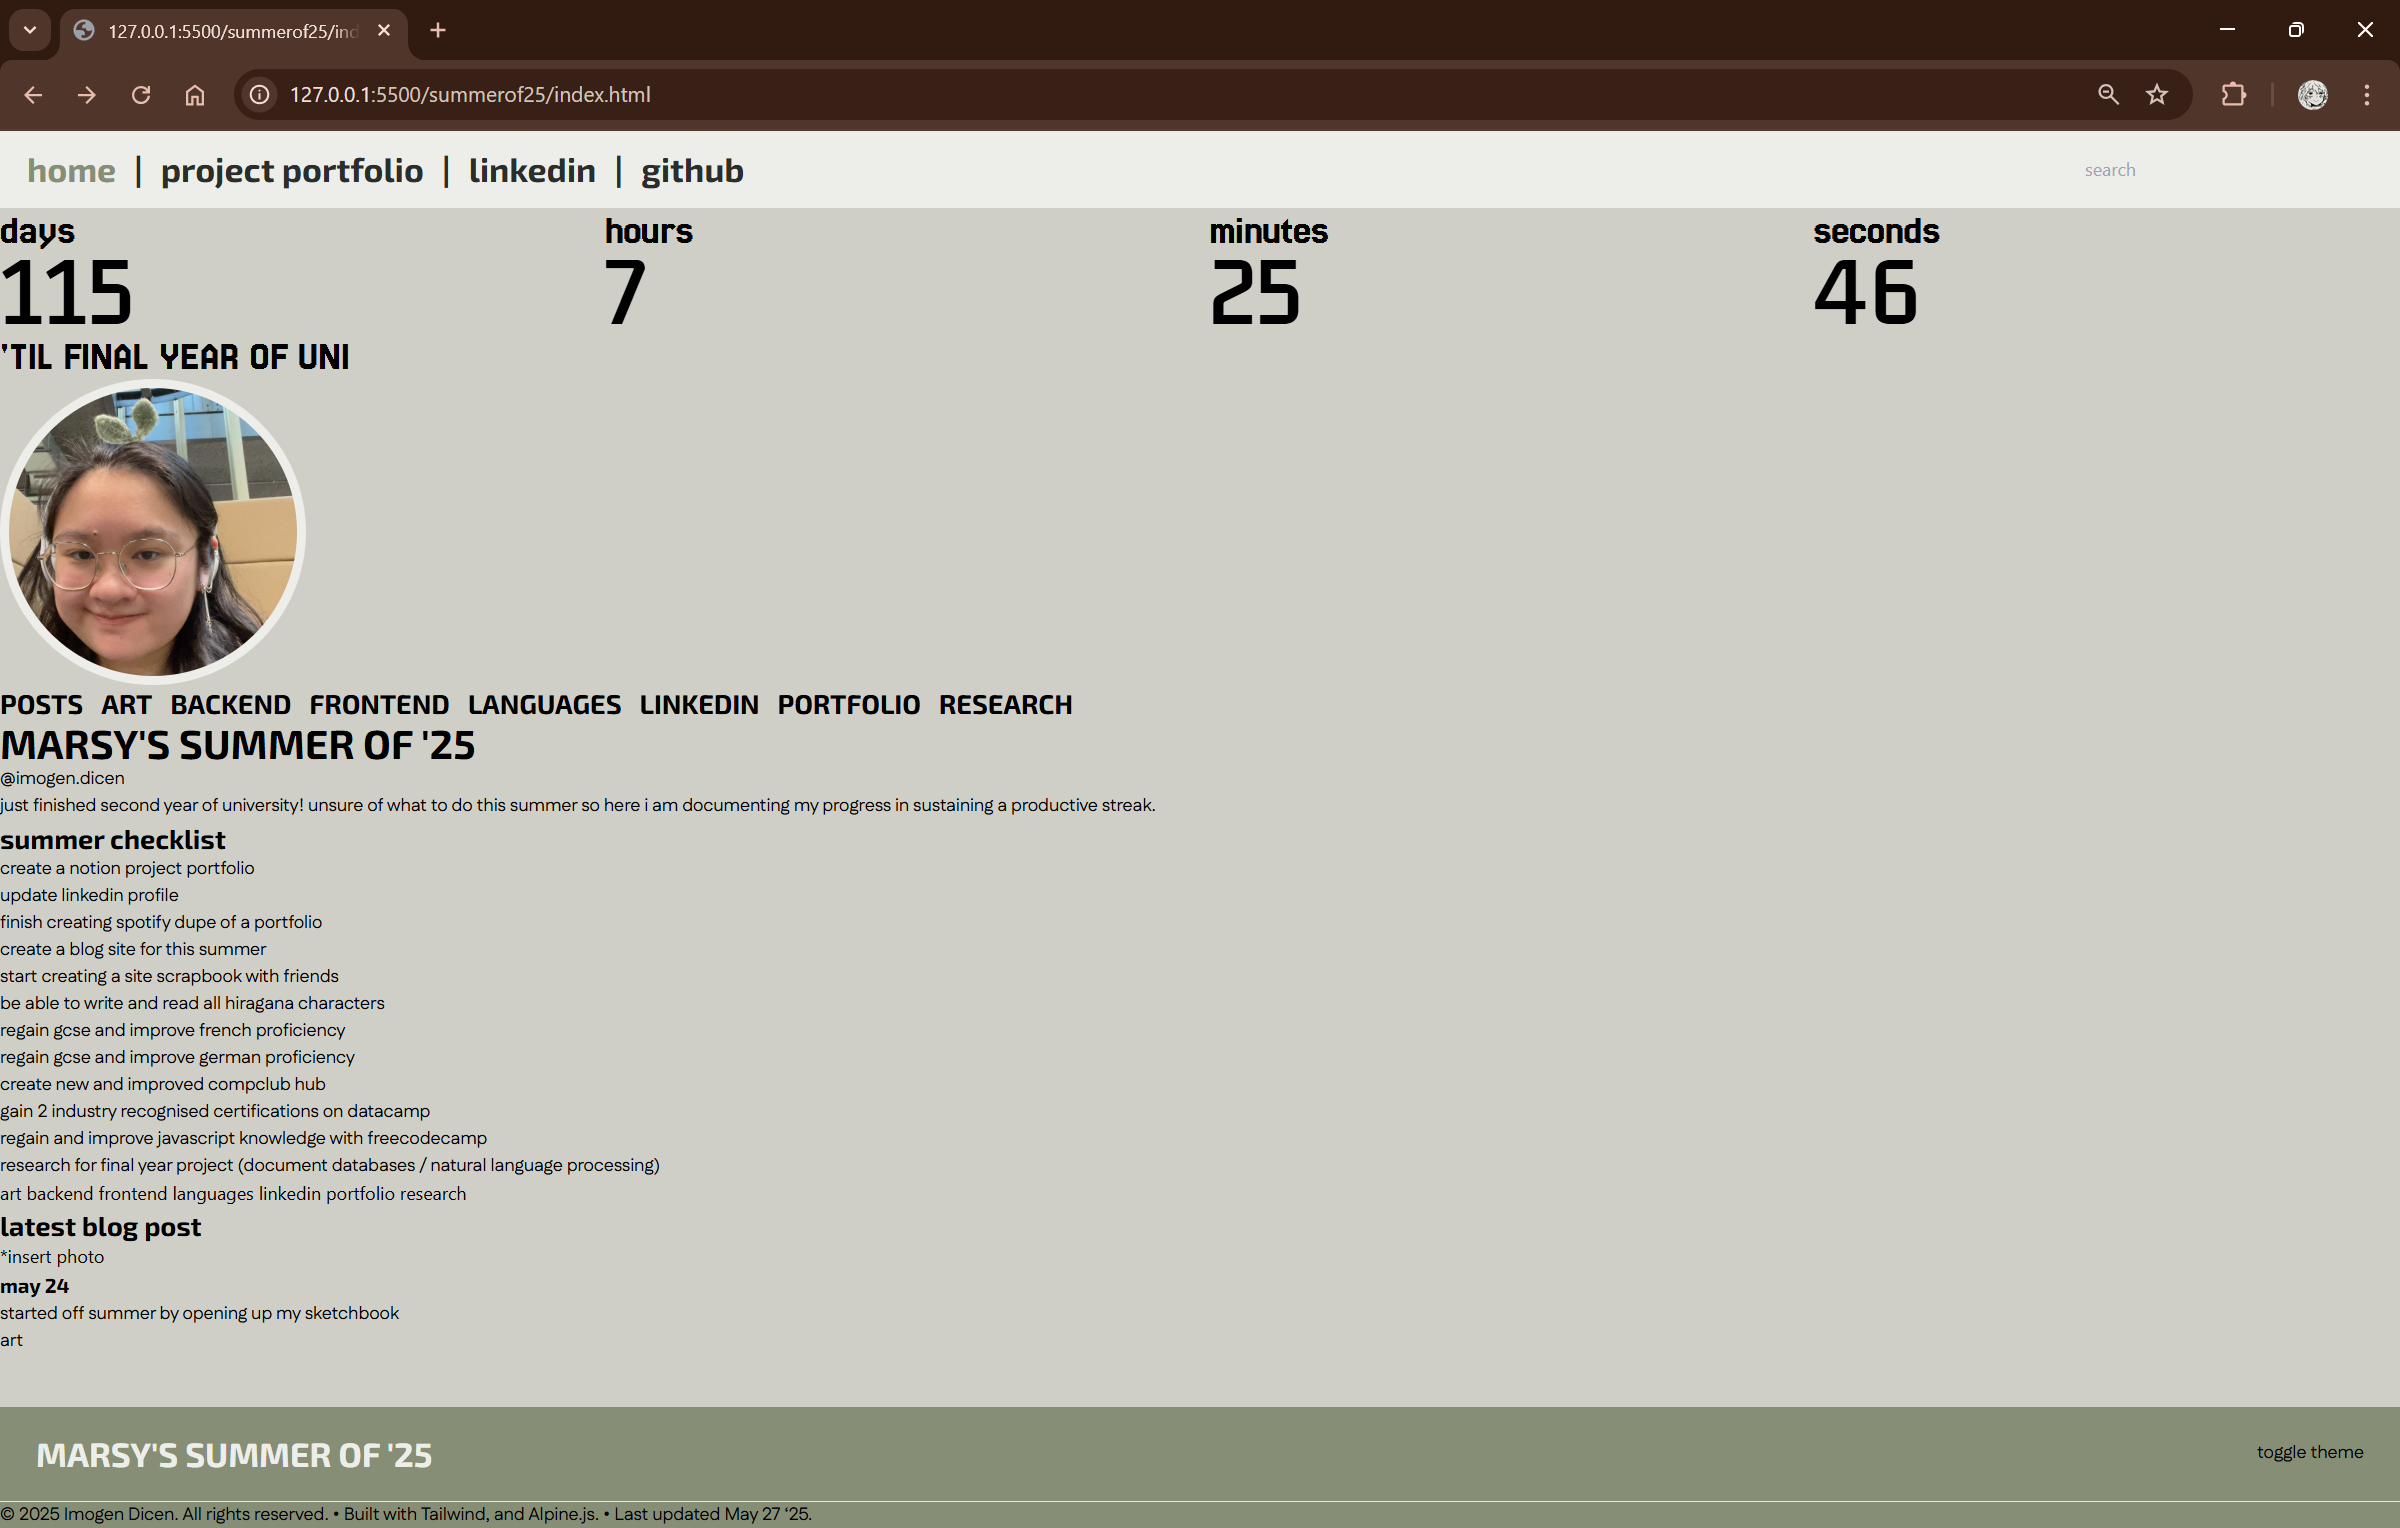 127.0.0.1:5500/summerof25/ind
127.0.0.1:5500/summerof25/index.html
home | project portfolio | linkedin | github search
days hours minutes seconds
115 7 25 46
'TIL FINAL YEAR OF UNI
POSTS ART BACKEND FRONTEND LANGUAGES LINKEDIN PORTFOLIO RESEARCH
MARSY'S SUMMER OF '25
@imogen.dicen
just finished second year of university! unsure of what to do this summer so here i am documenting my progress in sustaining a productive streak.
summer checklist
create a notion project portfolio
update linkedin profile
finish creating spotify dupe of a portfolio
create a blog site for this summer
start creating a site scrapbook with friends
be able to write and read all hiragana characters
regain gcse and improve french proficiency
regain gcse and improve german proficiency
create new and improved compclub hub
gain 2 industry recognised certifications on datacamp
regain and improve javascript knowledge with freecodecamp
research for final year project (document databases / natural language processing)
art backend frontend languages linkedin portfolio research
latest blog post
*insert photo
may 24
started off summer by opening up my sketchbook
art
MARSY'S SUMMER OF '25 toggle theme
© 2025 Imogen Dicen. All rights reserved. • Built with Tailwind, and Alpine.js. • Last updated May 27 ‘25.